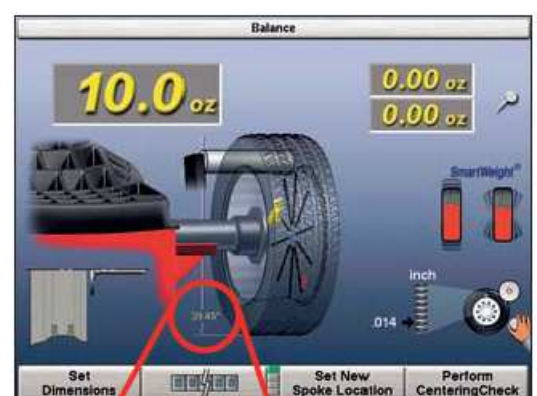 Balance
10.0 oz
0.00 oz
0.00 oz
SmartWeight®
inch
.014
Set
Dimensions
Set New
Spoke Location
Perform
CenteringCheck